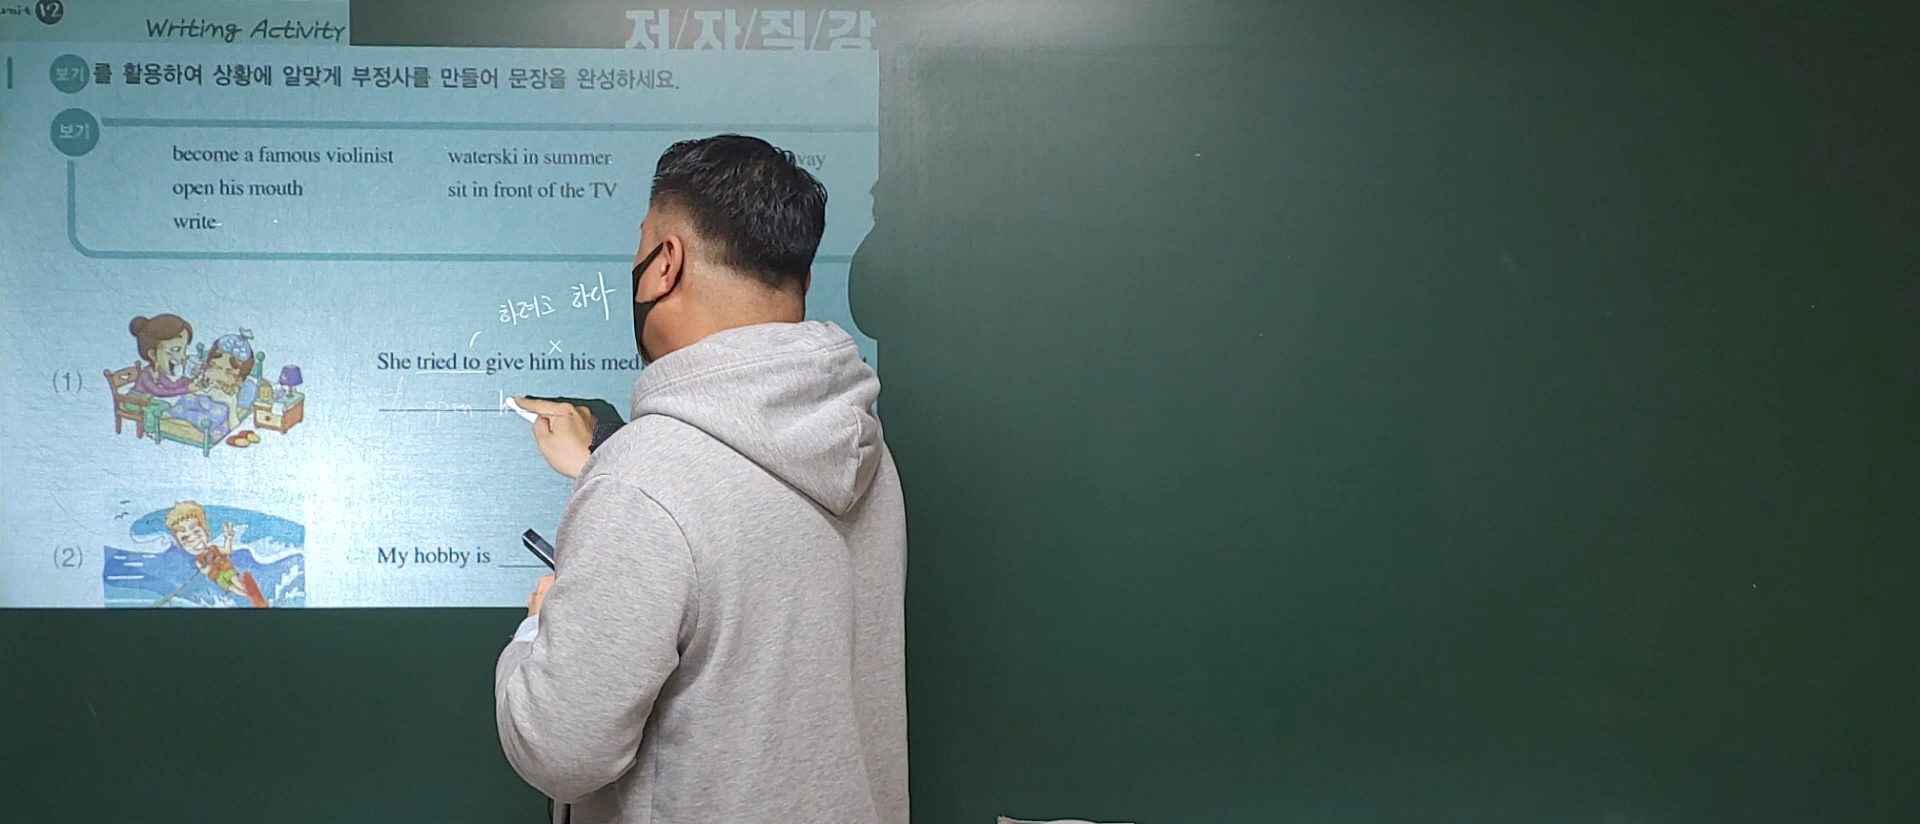 unit 12
Writing Activity
저/자/직/강
보기 를 활용하여 상황에 알맞게 부정사를 만들어 문장을 완성하세요.
보기
become a famous violinist waterski in summer
open his mouth sit in front of the TV
write
하려고 하다
(1) She tried to give him his
to open
(2) My hobby is